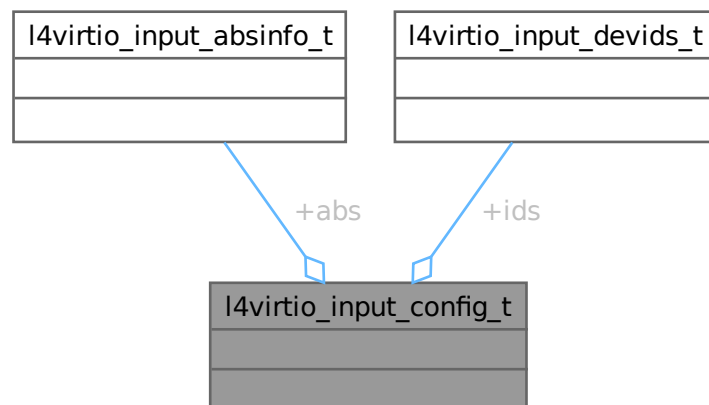 l4virtio_input_absinfo_t
l4virtio_input_devids_t
+abs
+ids
l4virtio_input_config_t